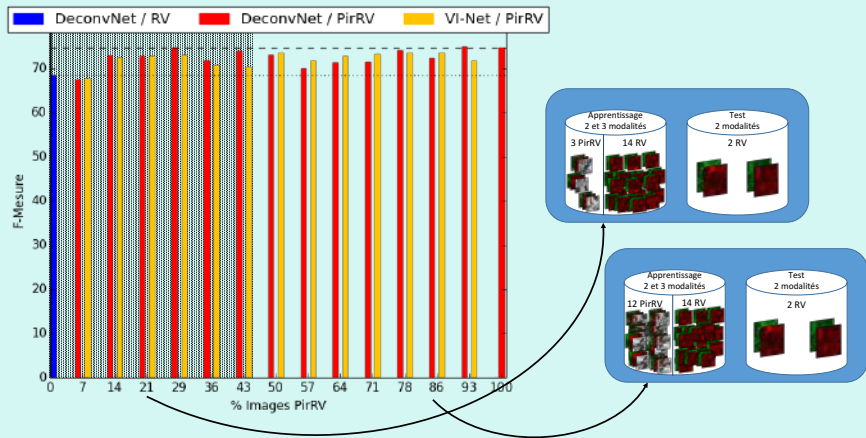 DeconvNet / RV
DeconvNet / PirRV
VI-Net / PirRV
F-Mesure
70
60
50
40
30
20
10
0
0 7 14 21 29 36 43 50 57 64 71 78 86 93 100
% Images PirRV
Apprentissage
2 et 3 modalités
3 PirRV
14 RV
Test
2 modalités
2 RV
Apprentissage
2 et 3 modalités
12 PirRV
14 RV
Test
2 modalités
2 RV